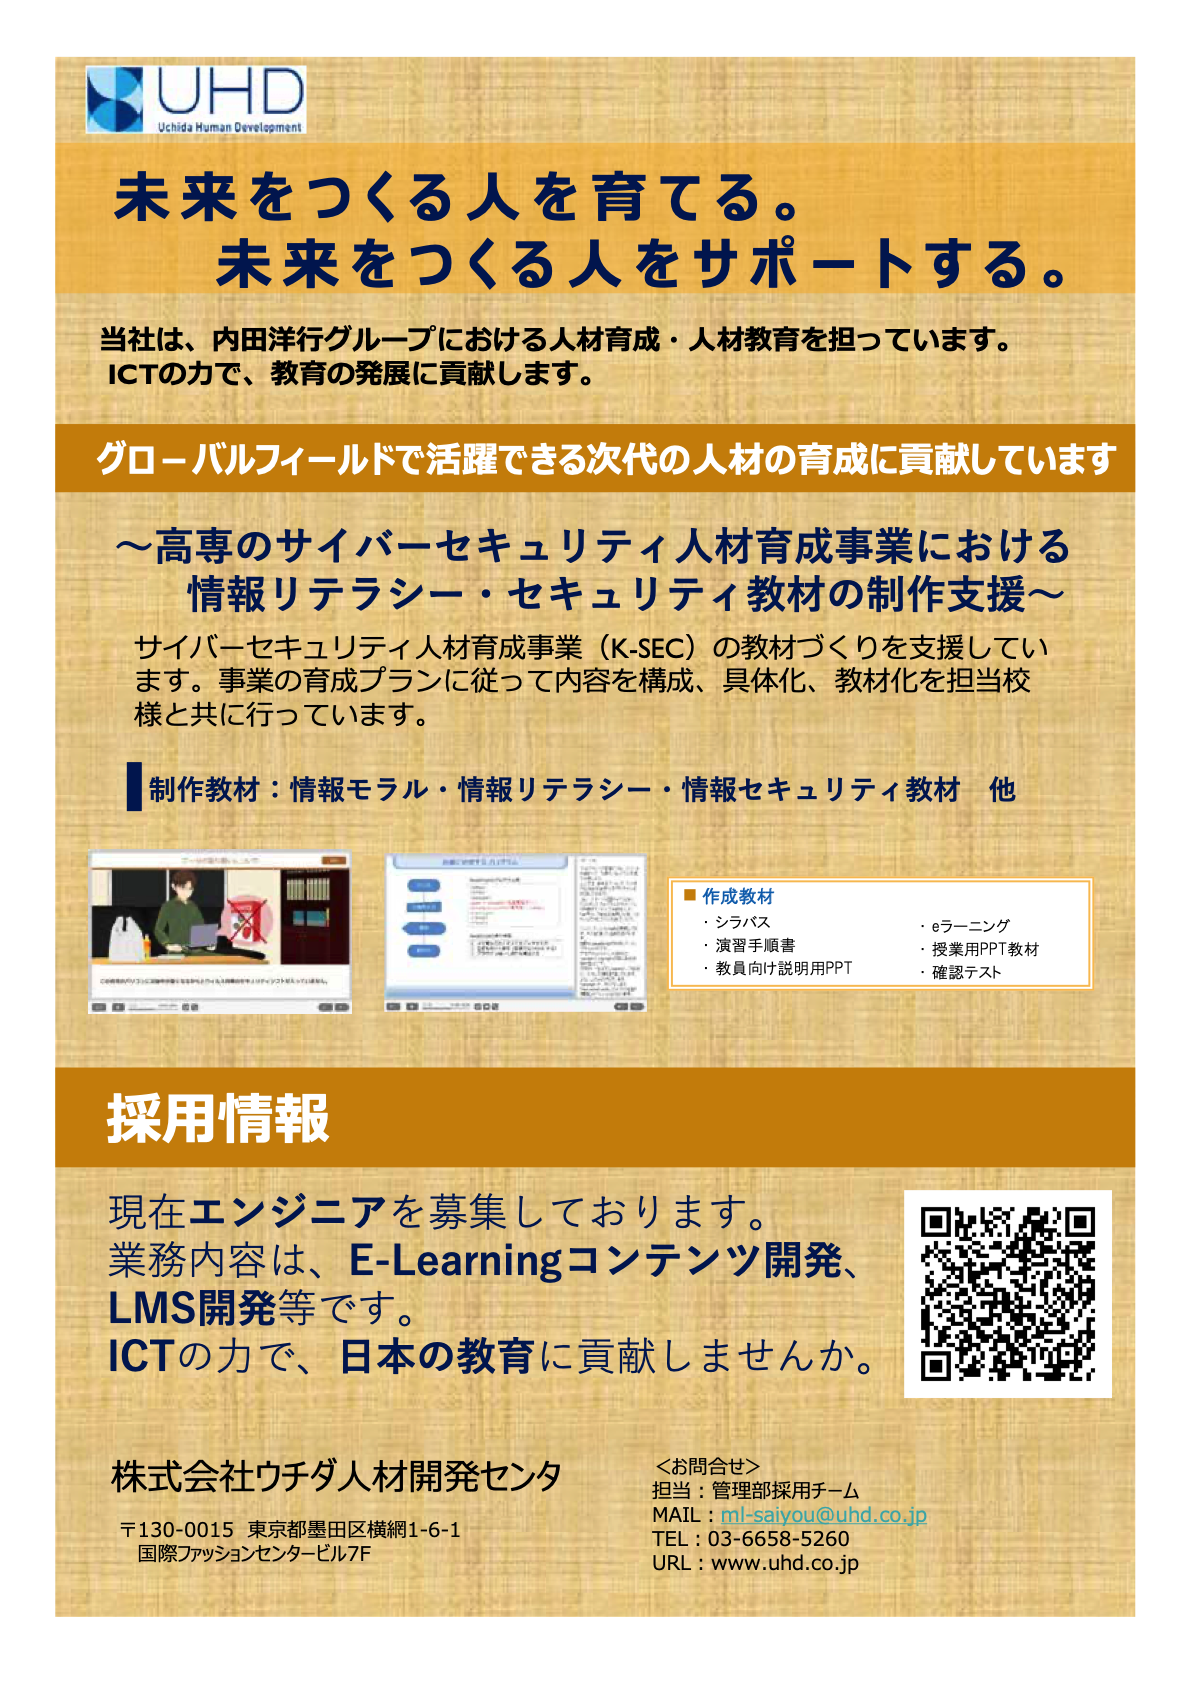 UHD
Uchida Human Development
未来をつくる人を育てる。
未来をつくる人をサポートする。
当社は、内田洋行グループにおける人材育成・人材教育を担っています。
ICTの力で、教育の発展に貢献します。
グローバルフィールドで活躍できる次代の人材の育成に貢献しています
～高専のサイバーセキュリティ人材育成事業における
情報リテラシー・セキュリティ教材の制作支援～
サイバーセキュリティ人材育成事業（K-SEC）の教材づくりを支援してい
ます。事業の育成プランに従って内容を構成、具体化、教材化を担当校
様と共に行っています。
制作教材：情報モラル・情報リテラシー・情報セキュリティ教材　他
■ 作成教材
・シラバス
・演習手順書
・教員向け説明用PPT
・eラーニング
・授業用PPT教材
・確認テスト
採用情報
現在エンジニアを募集しております。
業務内容は、E-Learningコンテンツ開発、
LMS開発等です。
ICTの力で、日本の教育に貢献しませんか。
株式会社ウチダ人材開発センタ
〒130-0015 東京都墨田区横網1-6-1
国際ファッションセンタービル7F
＜お問合せ＞
担当：管理部採用チーム
MAIL：ml-saiyou@uhd.co.jp
TEL：03-6658-5260
URL：www.uhd.co.jp